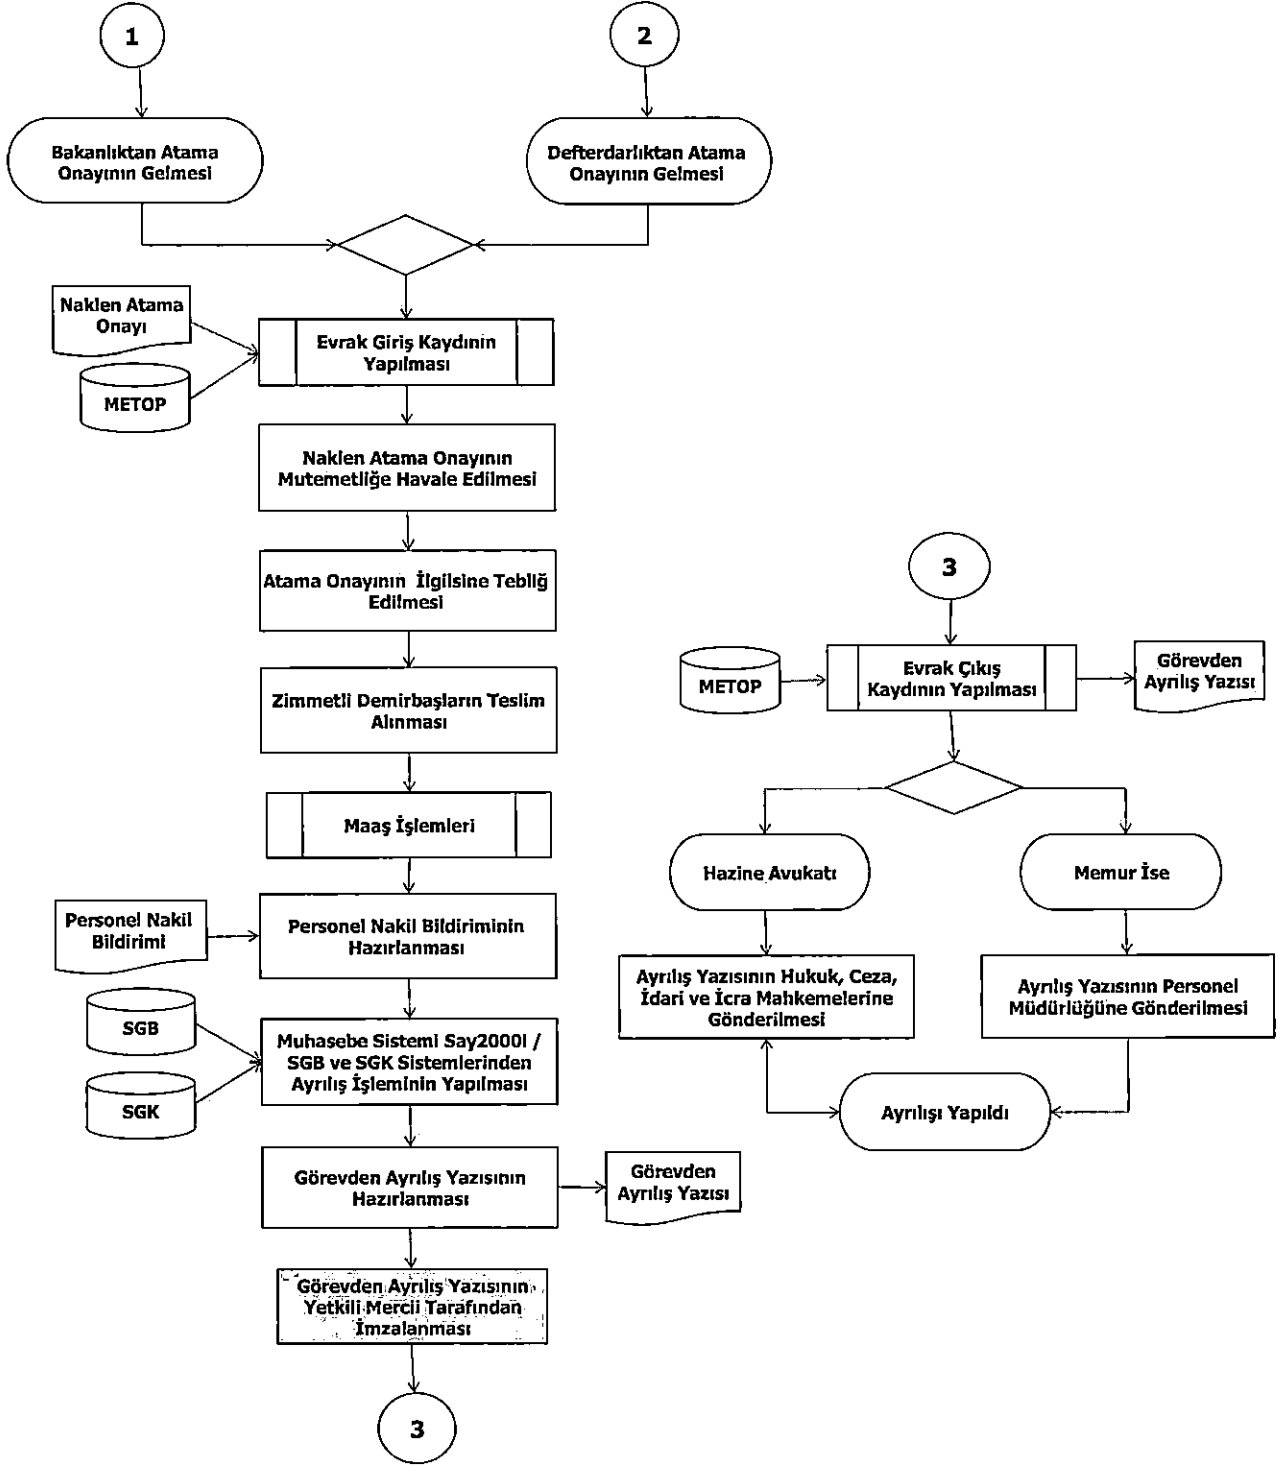 1
2
Bakanlıktan Atama
Onayının Gelmesi
Defterdarlıktan Atama
Onayının Gelmesi
Naklen Atama
Onayı
METOP
Evrak Giriş Kaydının
Yapılması
Naklen Atama Onayının
Mutemetliğe Havale Edilmesi
Atama Onayının İlgilsine Tebliğ
Edilmesi
Zimmetli Demirbaşların Teslim
Alınması
Maaş İşlemleri
Personel Nakil
Bildirimi
Personel Nakil Bildiriminin
Hazırlanması
SGB
SGK
Muhasebe Sistemi Say2000I /
SGB ve SGK Sistemlerinden
Ayrılış İşleminin Yapılması
Görevden Ayrılış Yazısının
Hazırlanması
Görevden
Ayrılış Yazısı
Görevden Ayrılış Yazısının
Yetkili Mercii Tarafından
İmzalanması
3
3
METOP
Evrak Çıkış
Kaydının Yapılması
Görevden
Ayrılış Yazısı
Hazine Avukatı
Memur İse
Ayrılış Yazısının Hukuk, Ceza,
İdari ve İcra Mahkemelerine
Gönderilmesi
Ayrılış Yazısının Personel
Müdürlüğüne Gönderilmesi
Ayrılışı Yapıldı